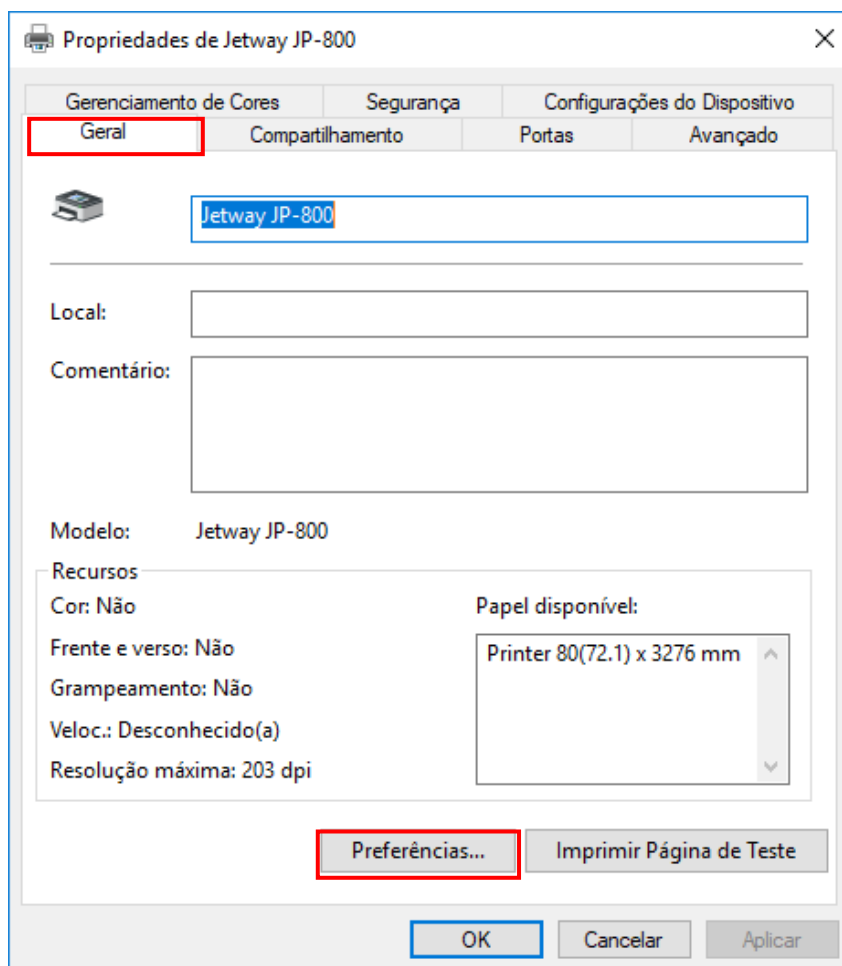 Propriedades de Jetway JP-800
Gerenciamento de Cores Segurança Configurações do Dispositivo
Geral Compartilhamento Portas Avançado
Jetway JP-800
Local:
Comentário:
Modelo: Jetway JP-800
Recursos
Cor: Não Papel disponível:
Frente e verso: Não Printer 80(72.1) x 3276 mm
Grampeamento: Não
Veloc.: Desconhecido(a)
Resolução máxima: 203 dpi
Preferências... Imprimir Página de Teste
OK Cancelar Aplicar